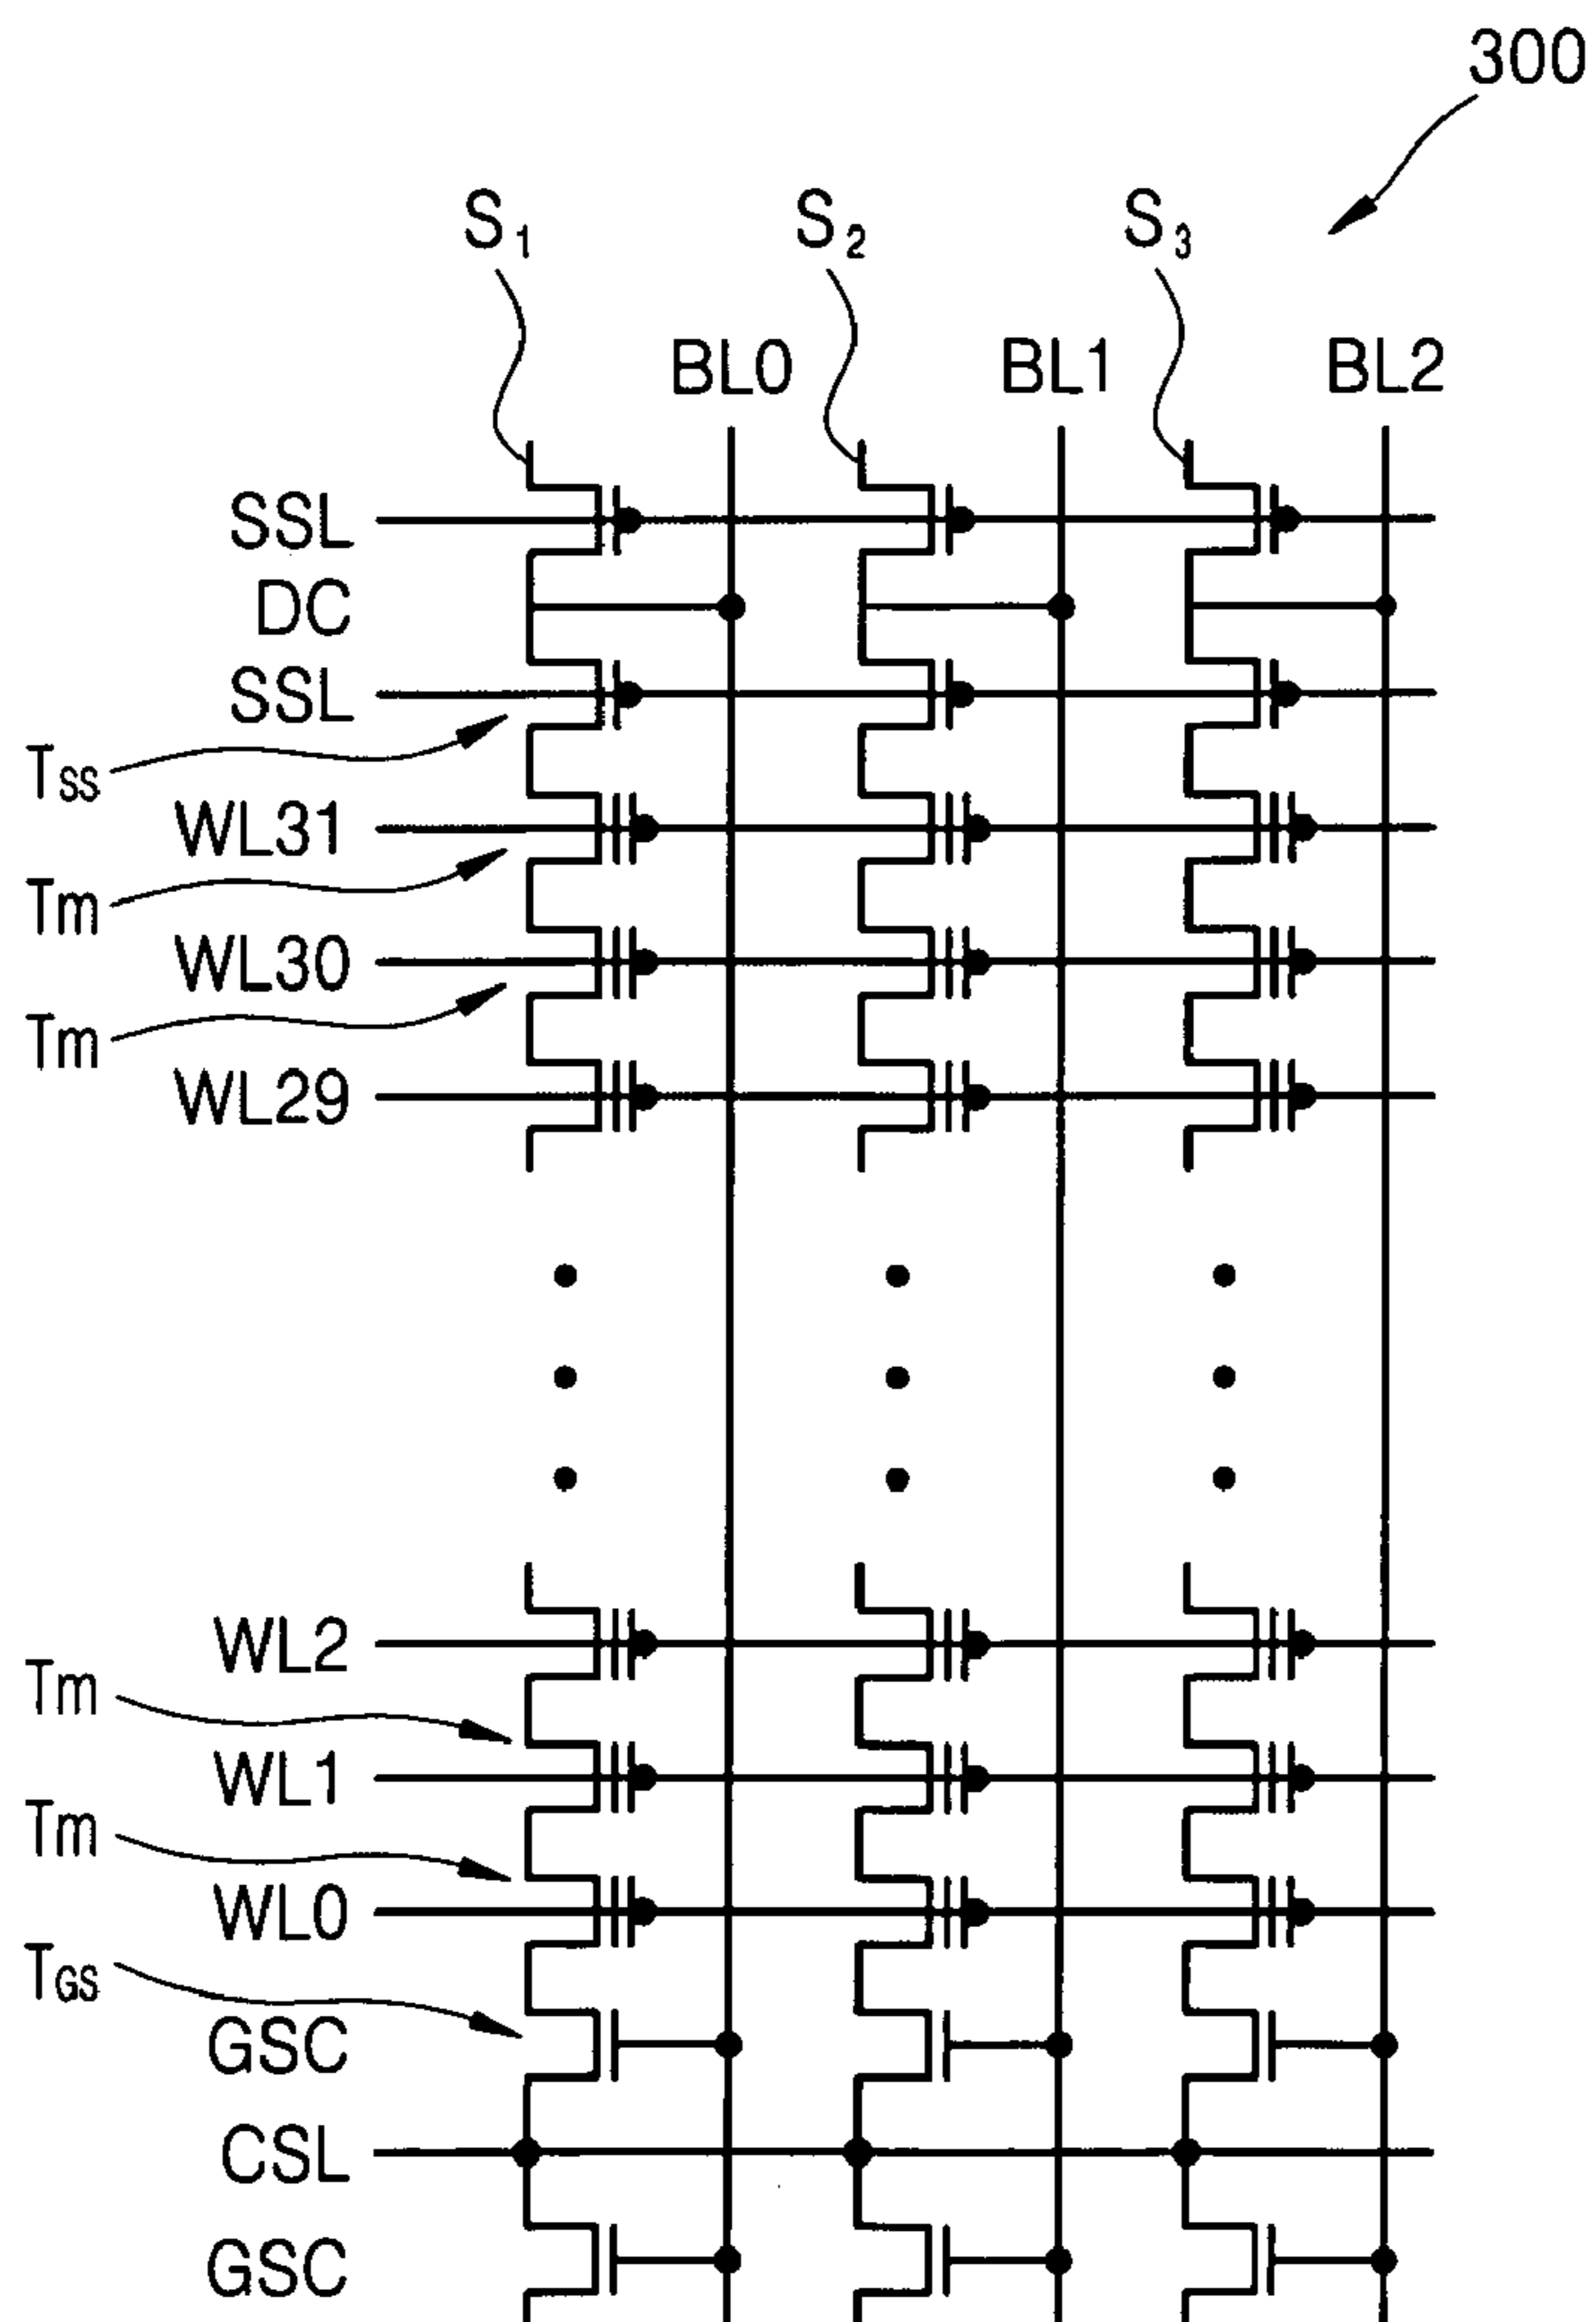 300
S1 S2 S3
BL0 BL1 BL2
SSL
DC
SSL
TSS
WL31
Tm
WL30
Tm
WL29
WL2
Tm
WL1
Tm
WL0
TGS
GSC
CSL
GSC